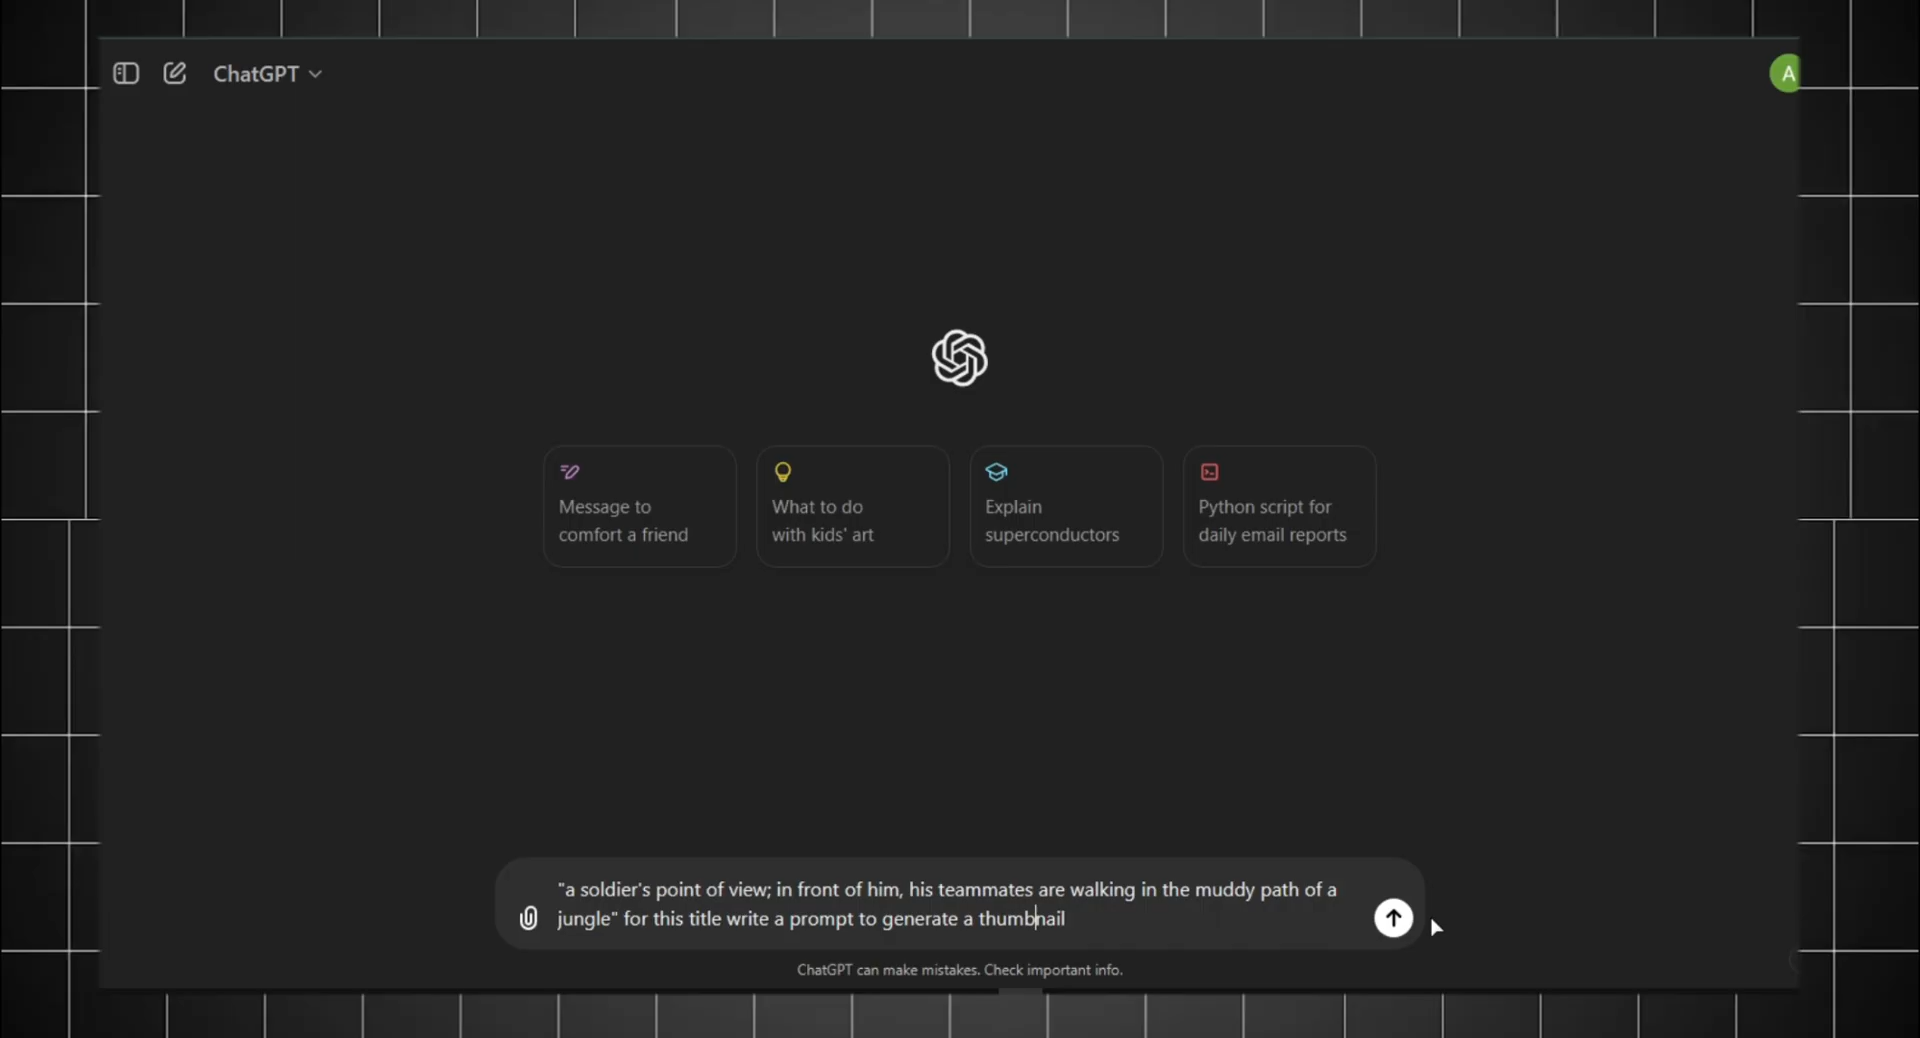 ChatGPT
A
Message to
comfort a friend
What to do
with kids' art
Explain
superconductors
Python script for
daily email reports
"a soldier's point of view; in front of him, his teammates are walking in the muddy path of a
jungle" for this title write a prompt to generate a thumbnail
ChatGPT can make mistakes. Check important info.